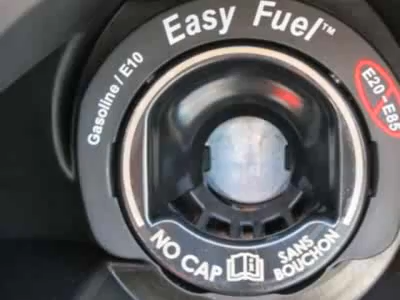 Easy Fuel™
Gasoline / E10
E20-E85
NO CAP
SANS
BOUCHON